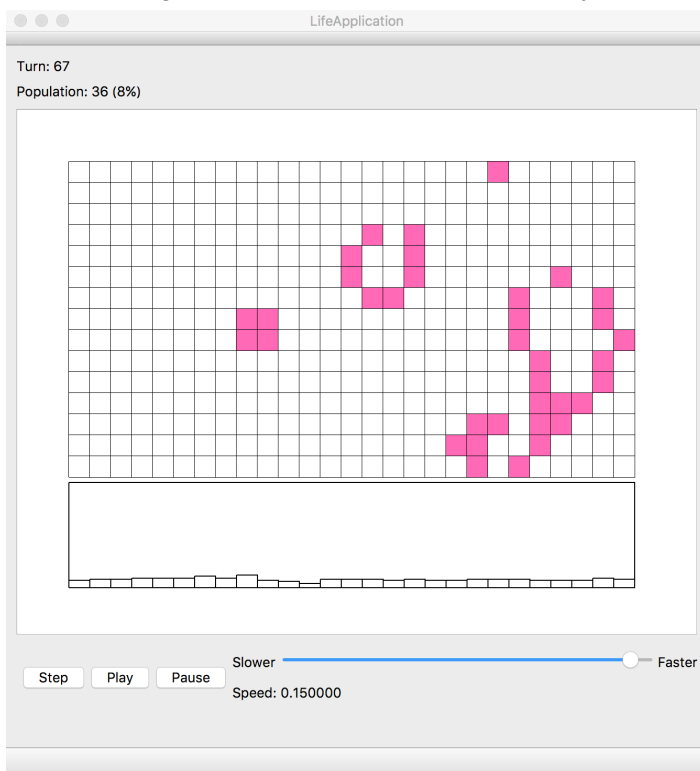 LifeApplication
Turn: 67
Population: 36 (8%)
Slower
Faster
Step
Play
Pause
Speed: 0.150000